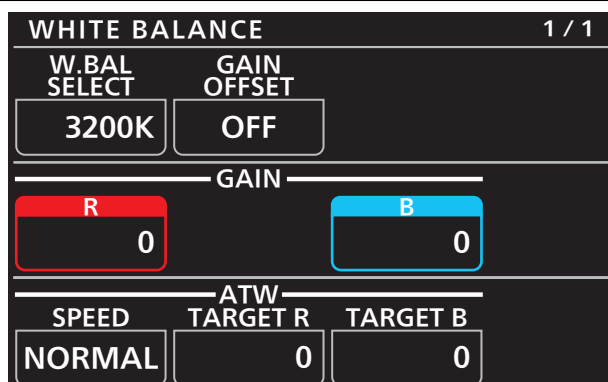 WHITE BALANCE 1 / 1
W.BAL GAIN
SELECT OFFSET
3200K OFF
GAIN
R B
0 0
ATW
SPEED TARGET R TARGET B
NORMAL 0 0